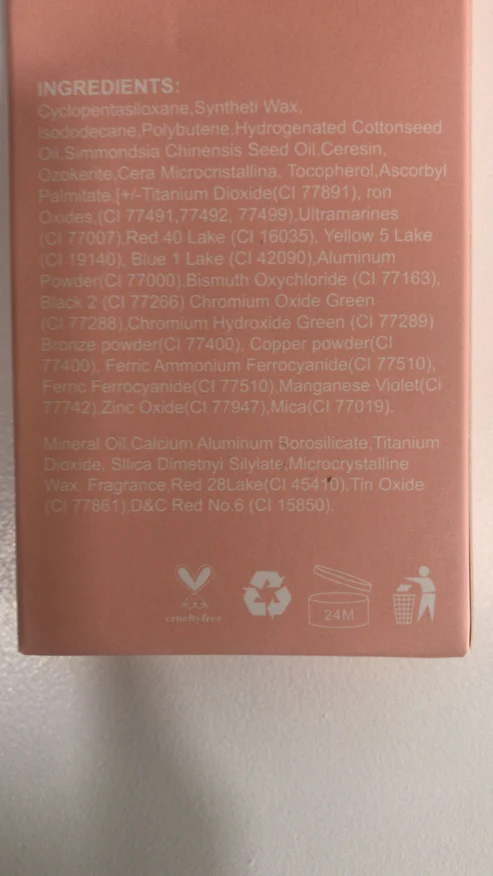 INGREDIENTS:
Cyclopentasiloxane,Syntheti Wax,
Isododecane,Polybutene,Hydrogenated Cottonseed
Oil,Simmondsia Chinensis Seed Oil,Ceresin,
Ozokerite,Cera Microcristallina, Tocopherol,Ascorbyl
Palmitate,[+/-Titanium Dioxide(CI 77891), ron
Oxides,(CI 77491,77492, 77499),Ultramarines
(CI 77007),Red 40 Lake (CI 16035), Yellow 5 Lake
(CI 19140), Blue 1 Lake (CI 42090),Aluminum
Powder(CI 77000),Bismuth Oxychloride (CI 77163),
Black 2 (CI 77266) Chromium Oxide Green
(CI 77288),Chromium Hydroxide Green (CI 77289)
Bronze powder(CI 77400), Copper powder(CI
77400), Ferric Ammonium Ferrocyanide(CI 77510),
Ferric Ferrocyanide(CI 77510),Manganese Violet(Ci
77742),Zinc Oxide(CI 77947),Mica(CI 77019).
Mineral Oil,Calcium Aluminum Borosilicate,Titanium
Dioxide, SIlica Dimetnyi Silylate,Microcrystalline
Wax, Fragrance,Red 28Lake(CI 45410),Tin Oxide
(CI 77861),D&C Red No.6 (CI 15850).
crueltyfree
24M